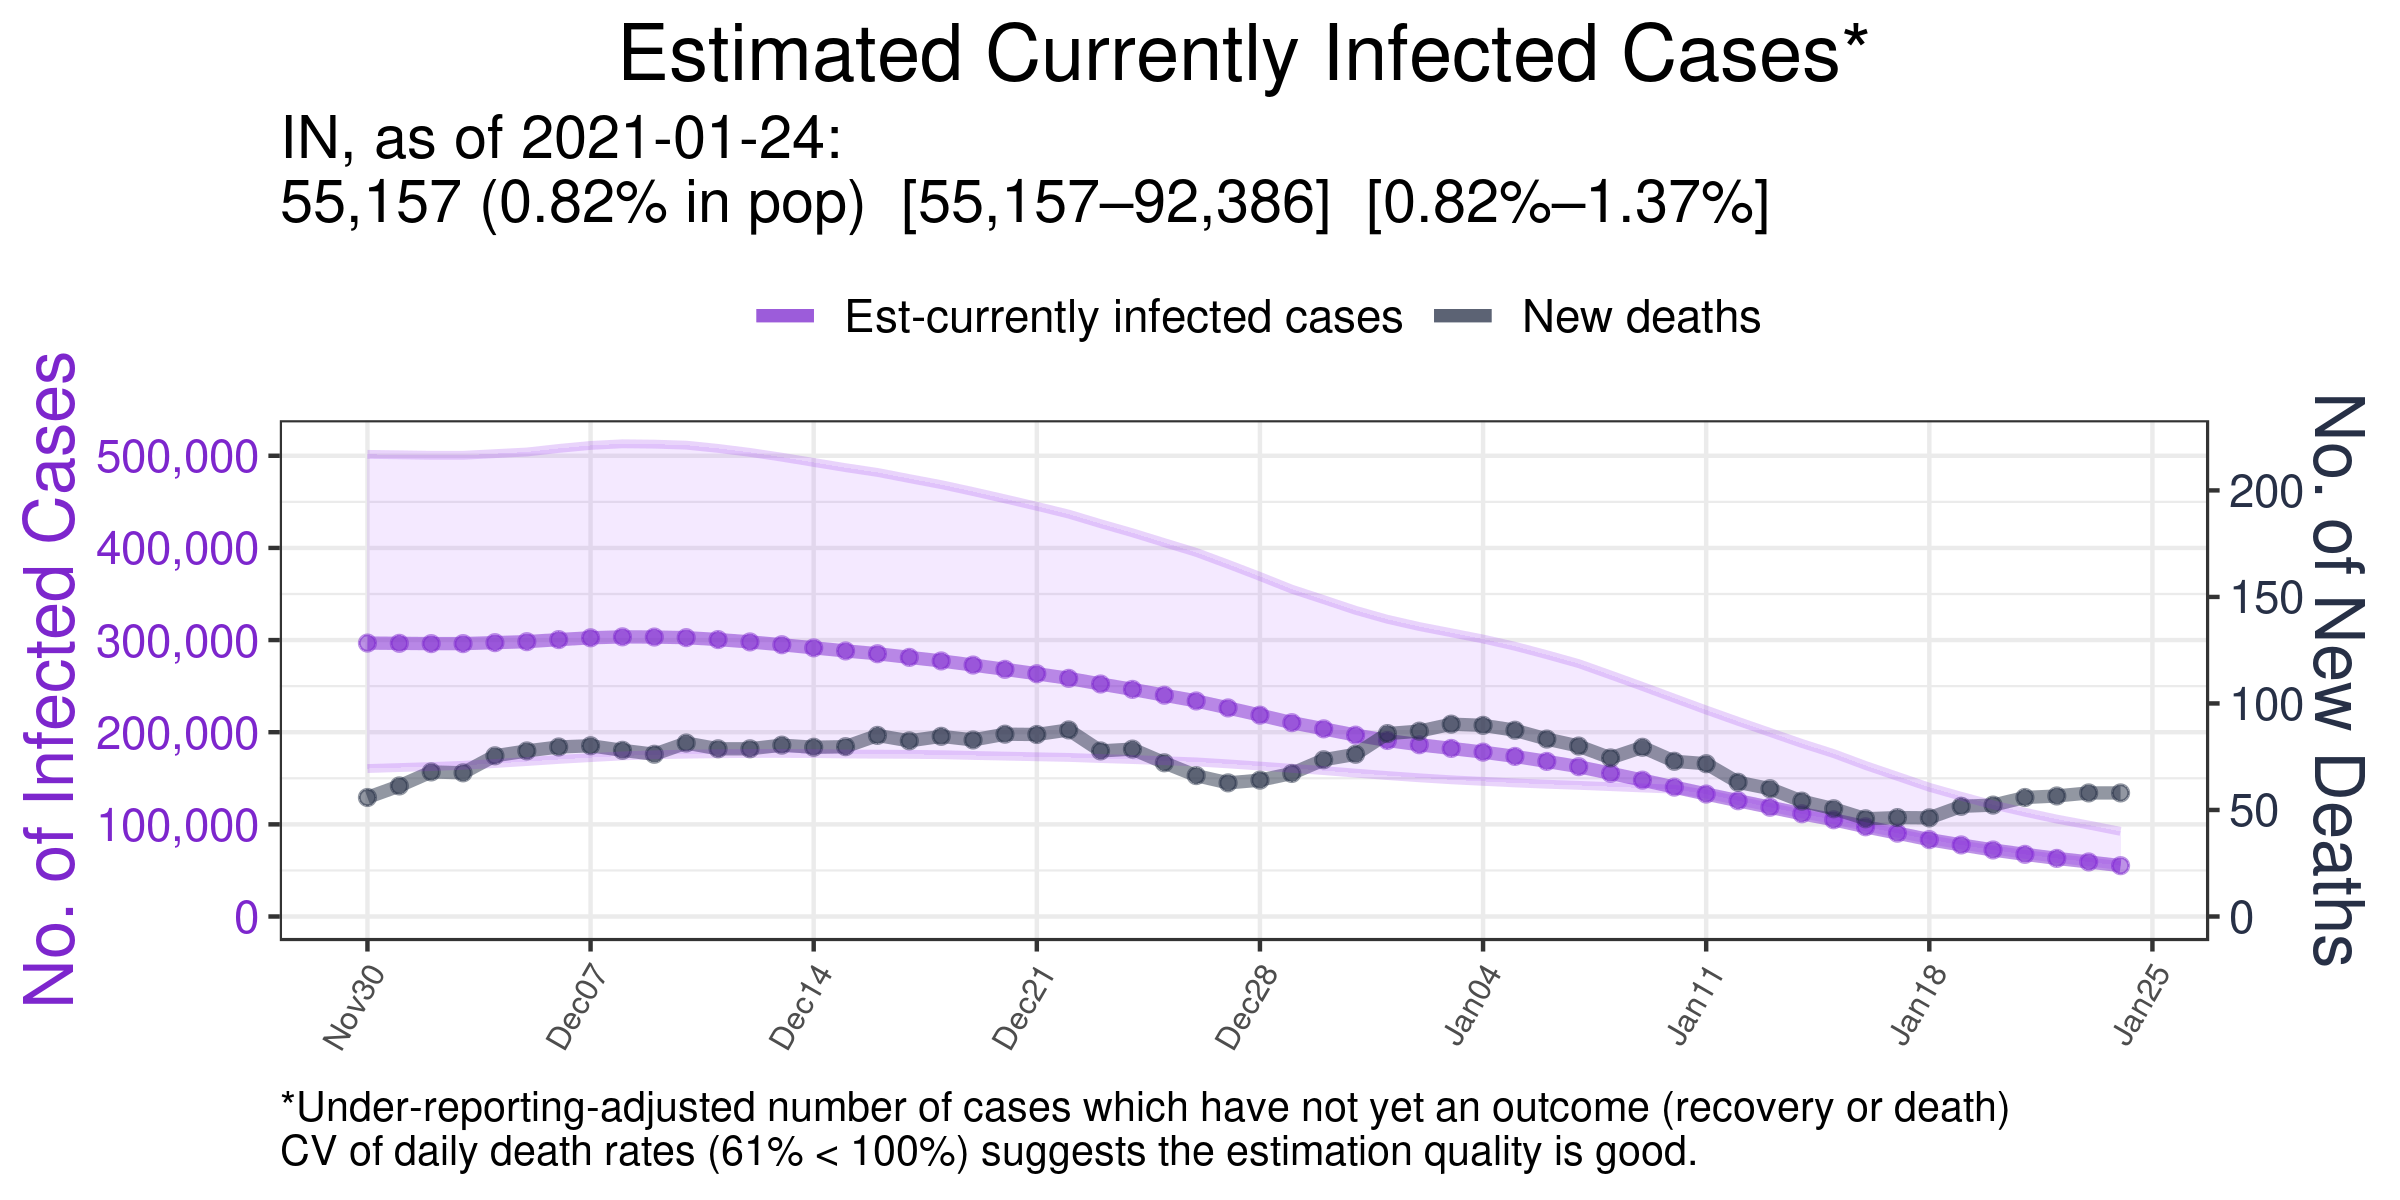 Estimated Currently Infected Cases*
IN, as of 2021-01-24:
55,157 (0.82% in pop)  [55,157–92,386]  [0.82%–1.37%]
Est-currently infected cases
New deaths
No. of Infected Cases
500,000
400,000
300,000
200,000
100,000
0
200
150
100
50
0
No. of New Deaths
Nov30
Dec07
Dec14
Dec21
Dec28
Jan04
Jan11
Jan18
Jan25
*Under-reporting-adjusted number of cases which have not yet an outcome (recovery or death)
CV of daily death rates (61% < 100%) suggests the estimation quality is good.